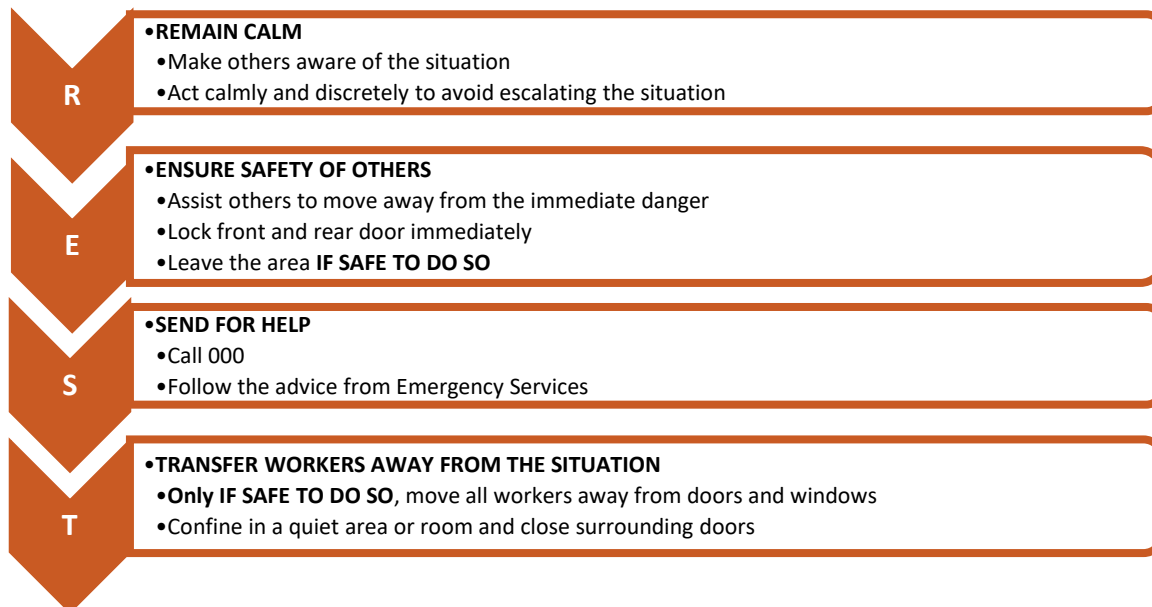 R
•REMAIN CALM
•Make others aware of the situation
•Act calmly and discretely to avoid escalating the situation
E
•ENSURE SAFETY OF OTHERS
•Assist others to move away from the immediate danger
•Lock front and rear door immediately
•Leave the area IF SAFE TO DO SO
S
•SEND FOR HELP
•Call 000
•Follow the advice from Emergency Services
T
•TRANSFER WORKERS AWAY FROM THE SITUATION
•Only IF SAFE TO DO SO, move all workers away from doors and windows
•Confine in a quiet area or room and close surrounding doors